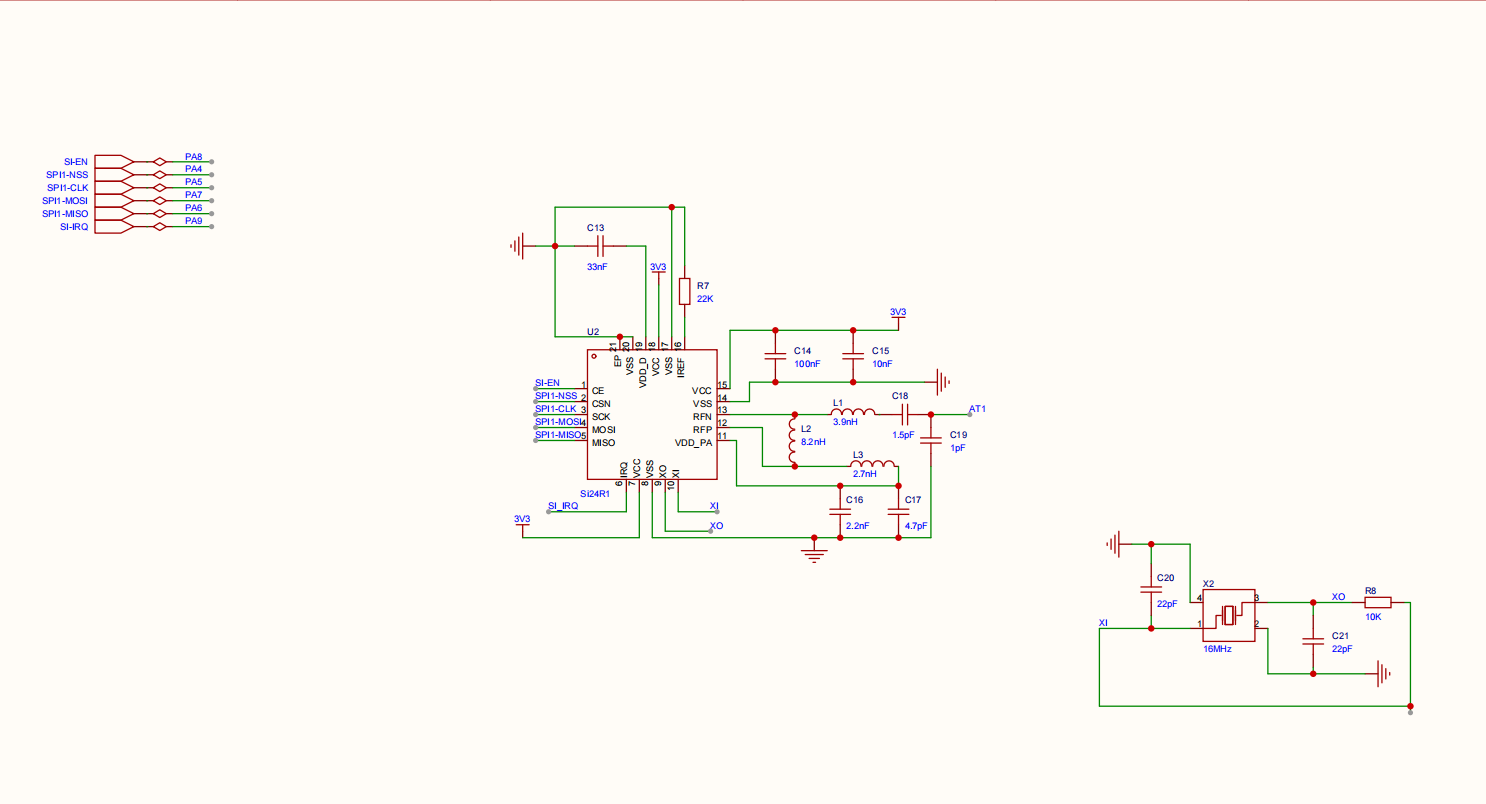 SI-EN PA8
SPI1-NSS PA4
SPI1-CLK PA5
SPI1-MOSI PA7
SPI1-MISO PA6
SI-IRQ PA9
C13
33nF
3V3
R7
22K
U2
21 20 19 18 17 16
EP VSS VDD_D VCC VSS IREF
3V3
C14
100nF
C15
10nF
SI-EN 1 CE
SPI1-NSS 2 CSN
SPI1-CLK 3 SCK
SPI1-MOSI 4 MOSI
SPI1-MISO 5 MISO
VCC 15
VSS 14
RFN 13
RFP 12
VDD_PA 11
L1
3.9nH
C18
1.5pF
AT1
L2
8.2nH
C19
1pF
L3
2.7nH
IRQ VCC VSS XO XI
6 7 8 9 10
Si24R1
SI_IRQ
XI
XO
3V3
C16
2.2nF
C17
4.7pF
C20
22pF
X2
4 3
1 2
16MHz
XI
XO
R8
10K
C21
22pF